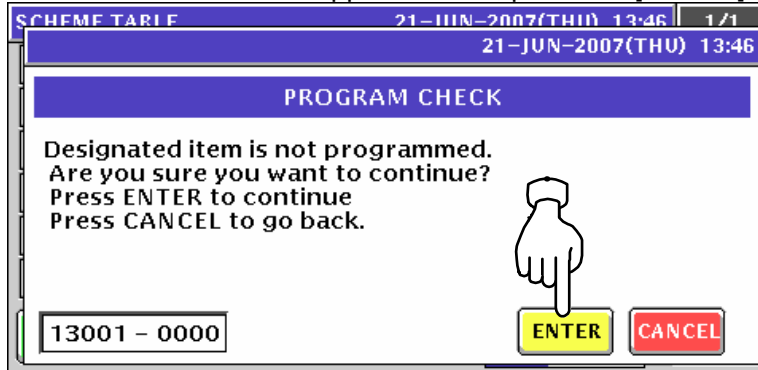 SCHEME TABLE 21-JUN-2007(THU) 13:46 1/1
21-JUN-2007(THU) 13:46
PROGRAM CHECK
Designated item is not programmed.
Are you sure you want to continue?
Press ENTER to continue
Press CANCEL to go back.
13001 - 0000
ENTER CANCEL